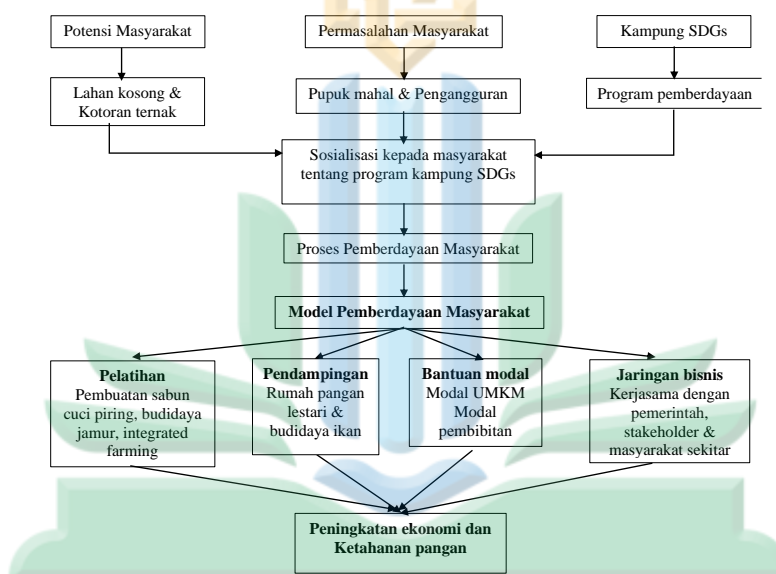 Potensi Masyarakat
Permasalahan Masyarakat
Kampung SDGs
Lahan kosong &
Kotoran ternak
Pupuk mahal & Pengangguran
Program pemberdayaan
Sosialisasi kepada masyarakat
tentang program kampung SDGs
Proses Pemberdayaan Masyarakat
Model Pemberdayaan Masyarakat
Pelatihan
Pembuatan sabun
cuci piring, budidaya
jamur, integrated
farming
Pendampingan
Rumah pangan
lestari &
budidaya ikan
Bantuan modal
Modal UMKM
Modal
pembibitan
Jaringan bisnis
Kerjasama dengan
pemerintah,
stakeholder &
masyarakat sekitar
Peningkatan ekonomi dan
Ketahanan pangan